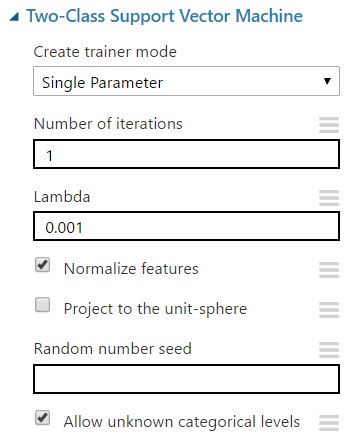 Two-Class Support Vector Machine
Create trainer mode
Single Parameter
Number of iterations
1
Lambda
0.001
Normalize features
Project to the unit-sphere
Random number seed
Allow unknown categorical levels